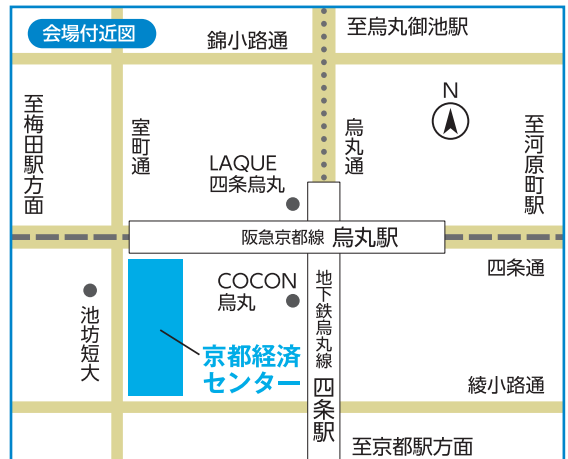 会場付近図
錦小路通
至烏丸御池駅
至梅田駅方面
室町通
烏丸通
N
至河原町駅
LAQUE
四条烏丸
阪急京都線 烏丸駅
四条通
池坊短大
COCON
烏丸
地下鉄烏丸線 四条駅
京都経済
センター
綾小路通
至京都駅方面